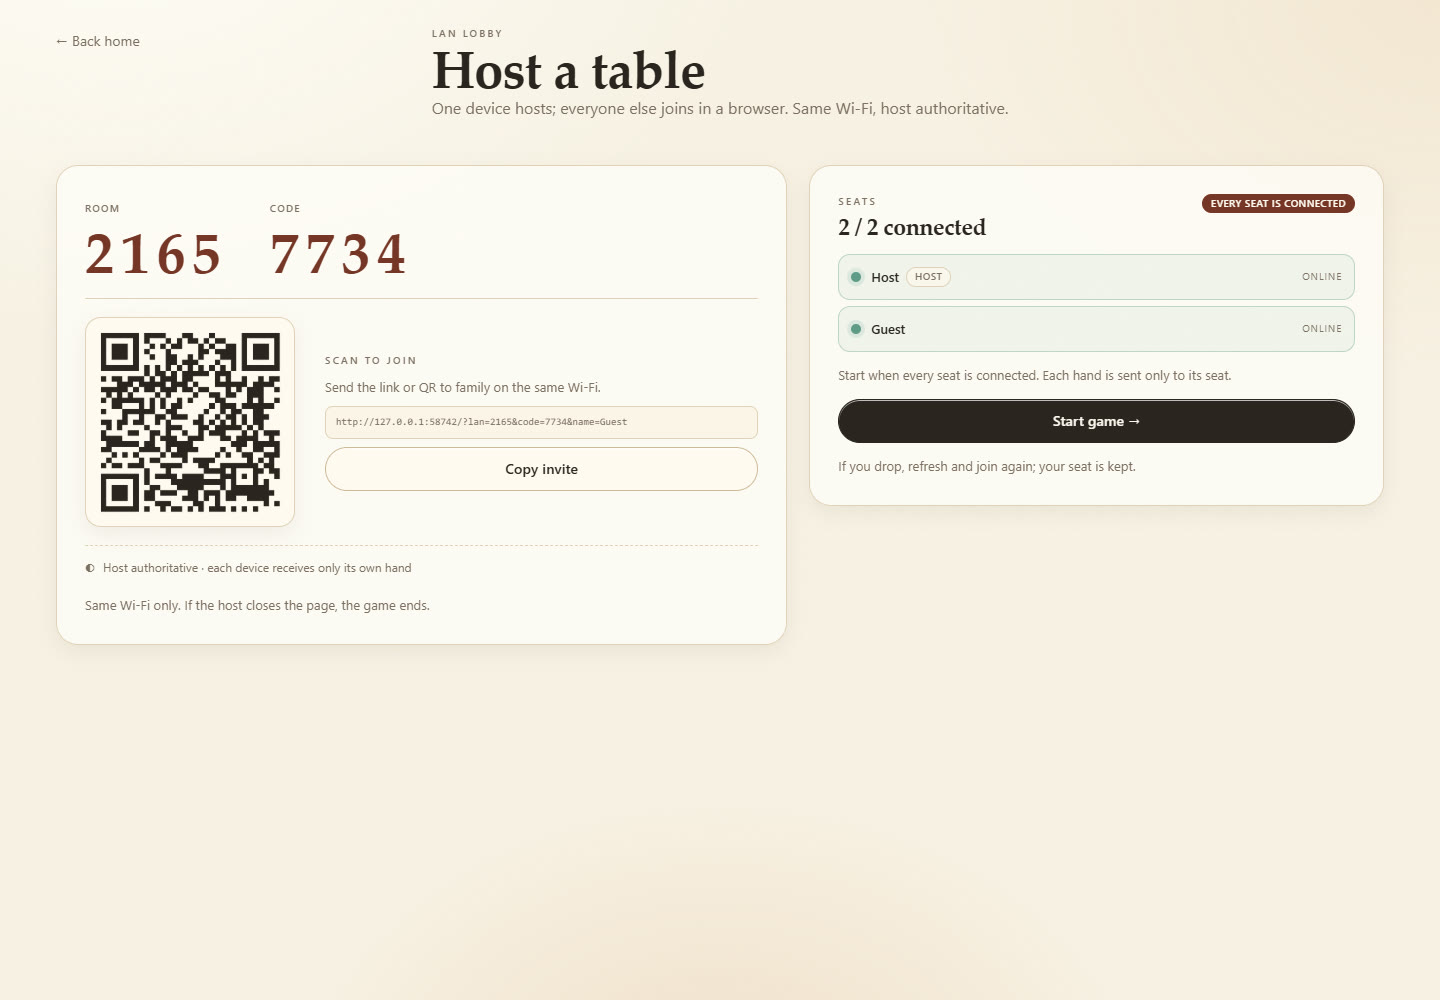 ← Back home
LAN LOBBY
Host a table
One device hosts; everyone else joins in a browser. Same Wi-Fi, host authoritative.
ROOM
2165
CODE
7734
SCAN TO JOIN
Send the link or QR to family on the same Wi-Fi.
http://127.0.0.1:58742/?lan=2165&code=7734&name=Guest
Copy invite
Host authoritative · each device receives only its own hand
Same Wi-Fi only. If the host closes the page, the game ends.
SEATS
2 / 2 connected
EVERY SEAT IS CONNECTED
Host HOST ONLINE
Guest ONLINE
Start when every seat is connected. Each hand is sent only to its seat.
Start game →
If you drop, refresh and join again; your seat is kept.